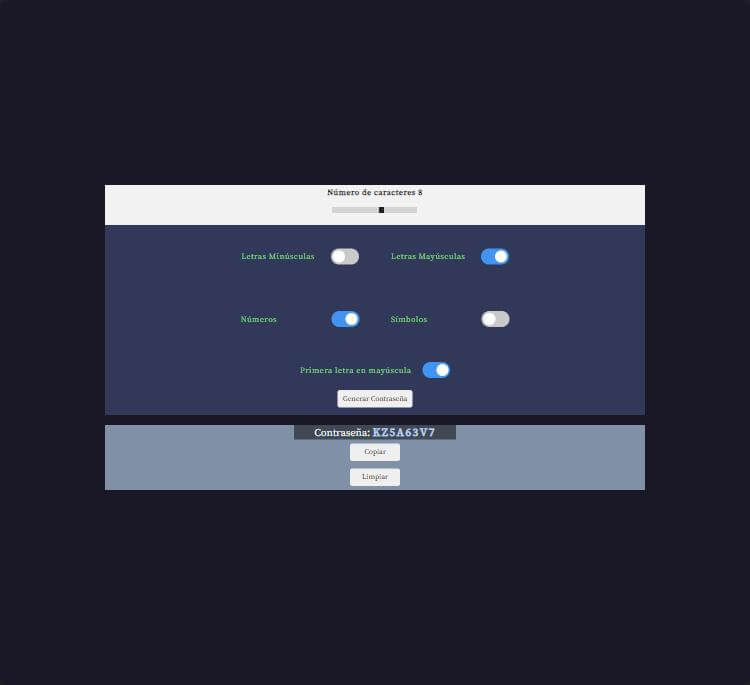 Número de caracteres 8
Letras Minúsculas Letras Mayúsculas
Números Símbolos
Primera letra en mayúscula
Generar Contraseña
Contraseña: KZ5A63V7
Copiar
Limpiar